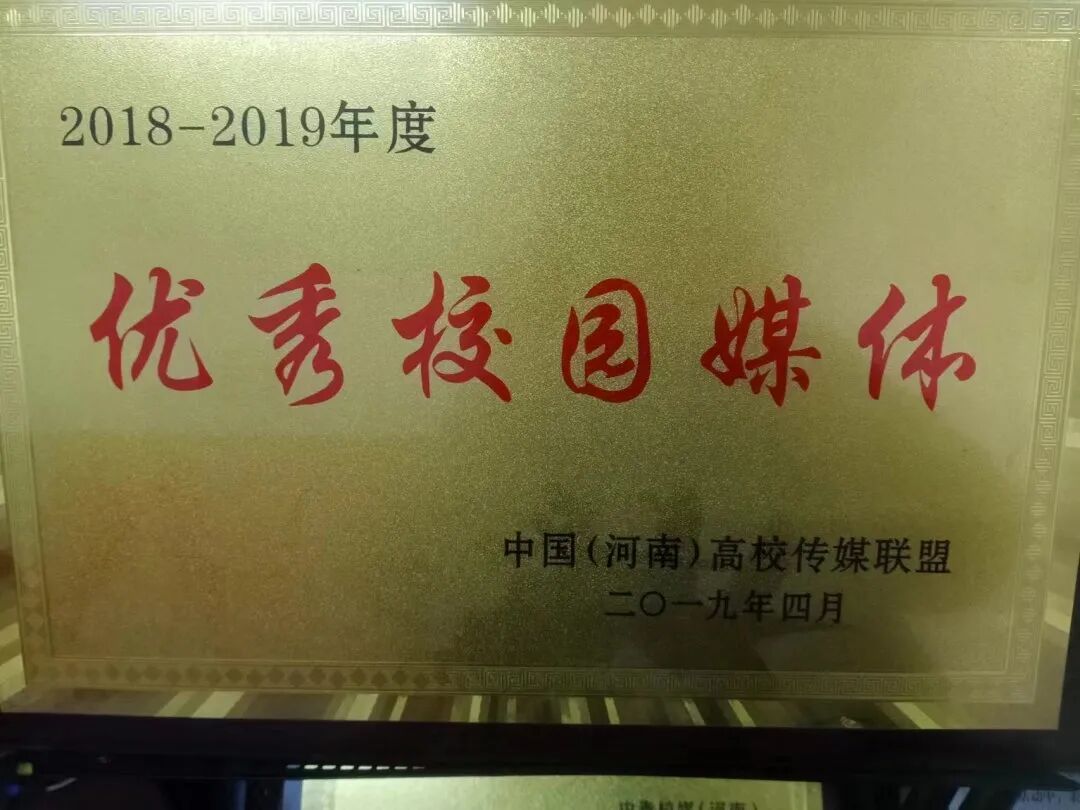 2018-2019年度
优秀校园媒体
中国(河南)高校传媒联盟
二〇一九年四月